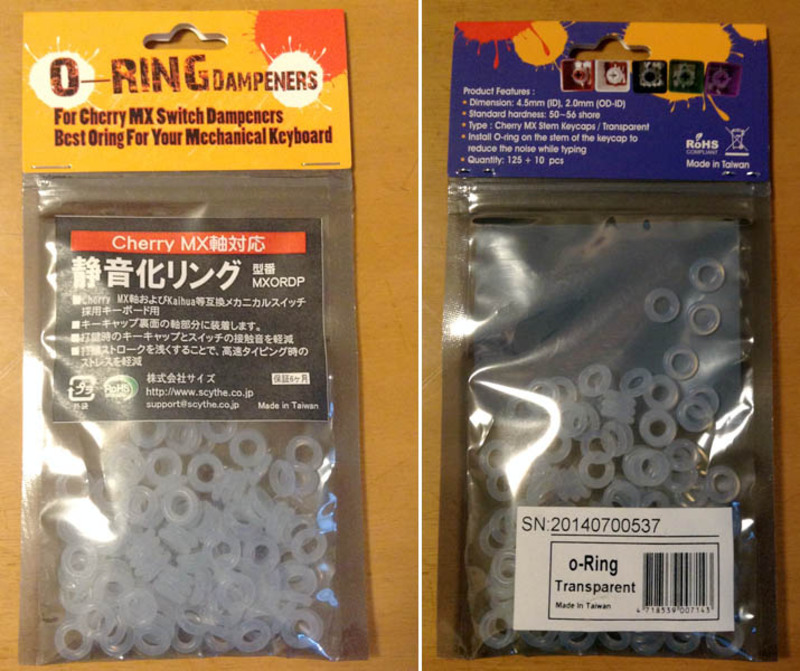 O-RING DAMPENERS
For Cherry MX Switch Dampeners
Best Oring For Your Mechanical Keyboard
Cherry MX軸対応
静音化リング 型番 MXORDP
■Cherry MX軸およびKaihua等互換メカニカルスイッチ
採用キーボード用
■キーキャップ裏面の軸部分に装着します。
■打鍵時のキーキャップとスイッチの接触音を軽減
■打鍵ストロークを浅くすることで、高速タイピング時の
ストレスを軽減
プラ
外袋
RoHS
株式会社サイズ 保証6ヶ月
http://www.scythe.co.jp
support@scythe.co.jp Made in Taiwan
Product Features :
• Dimension: 4.5mm (ID), 2.0mm (OD-ID)
• Standard hardness: 50~56 shore
• Type : Cherry MX Stem Keycaps / Transparent
• Install O-ring on the stem of the keycap to
reduce the noise while typing
• Quantity: 125 + 10 pcs
RoHS
COMPLIANT
Made in Taiwan
SN:20140700537
o-Ring
Transparent
Made in Taiwan
4 718539 007143